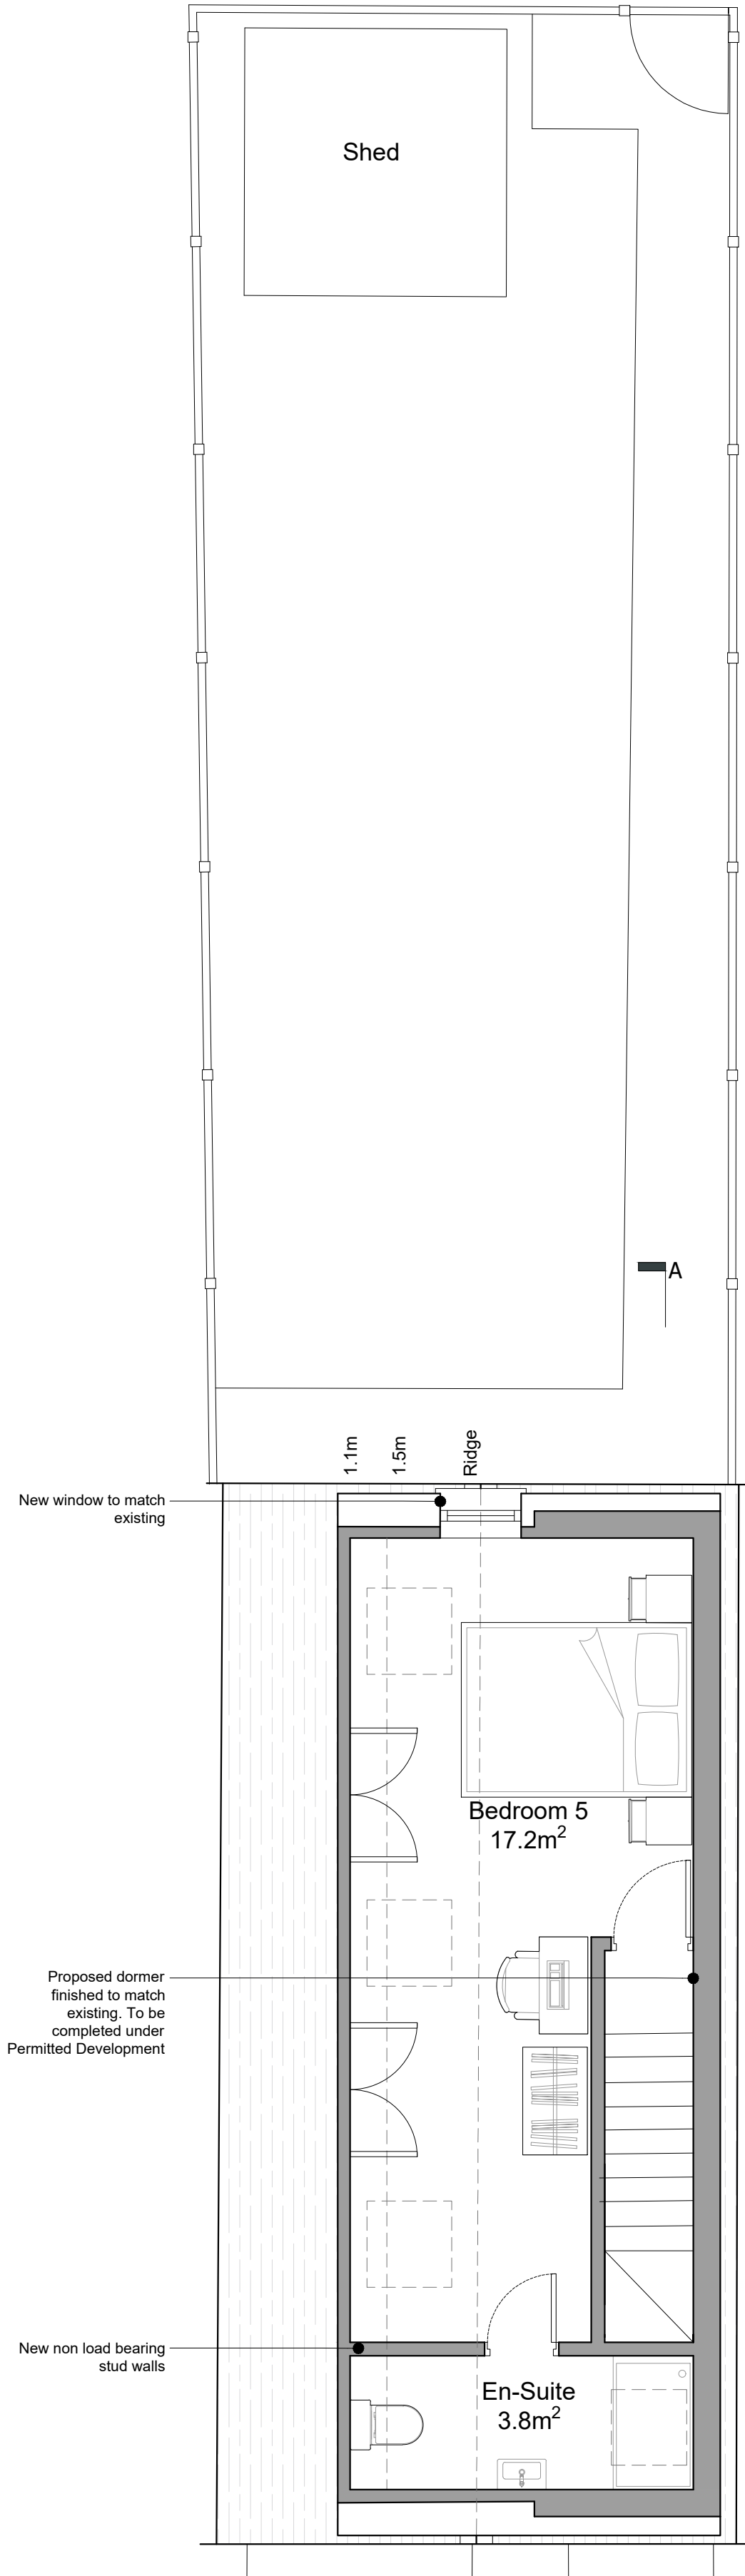 Shed
A
1.1m
1.5m
Ridge
New window to match
existing
Bedroom 5
17.2m²
Proposed dormer
finished to match
existing. To be
completed under
Permitted Development
New non load bearing
stud walls
En-Suite
3.8m²